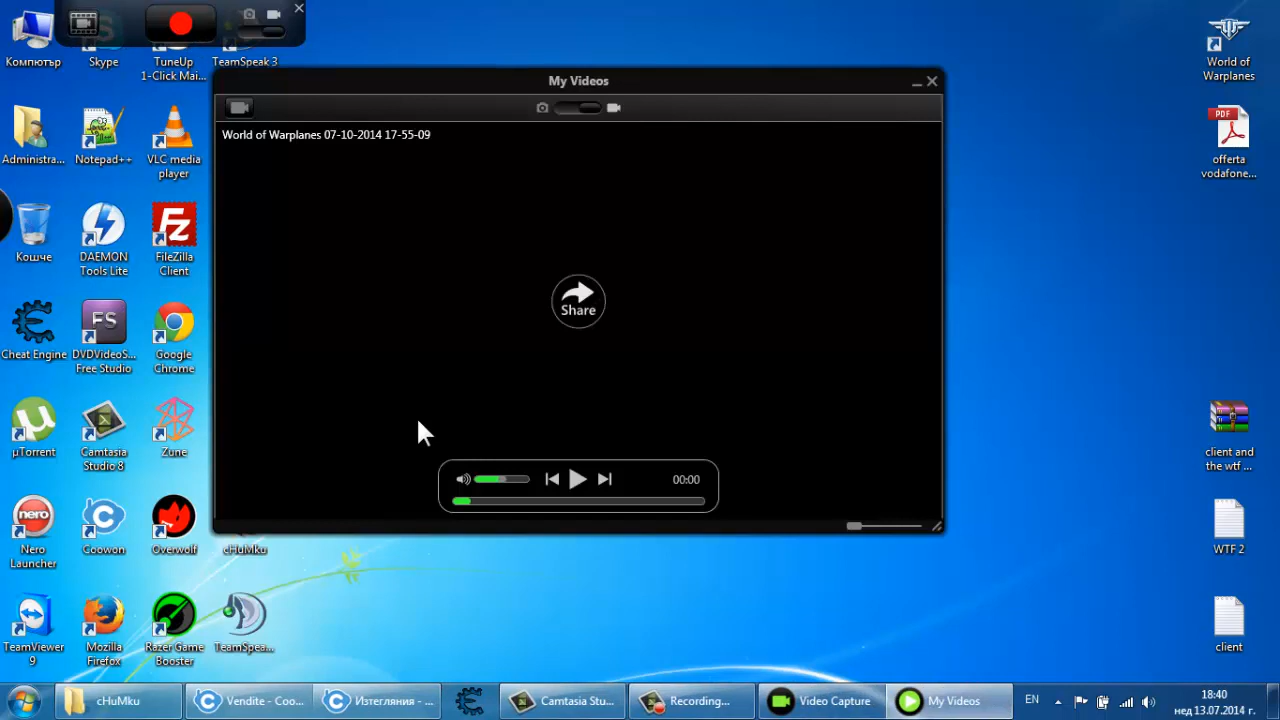 Компютър
Skype
TuneUp
1-Click Mai...
TeamSpeak 3
My Videos
World of Warplanes 07-10-2014 17-55-09
World of
Warplanes
Administra...
Notepad++
VLC media
player
PDF
offerta
vodafone...
Кошче
DAEMON
Tools Lite
Fz
FileZilla
Client
Share
Cheat Engine
FS
DVDVideoS...
Free Studio
Google
Chrome
µTorrent
Camtasia
Studio 8
Zune
client and
the wtf ...
00:00
nero
Nero
Launcher
Coowon
Overwolf
cHuMku
WTF 2
TeamViewer
9
Mozilla
Firefox
Razer Game
Booster
TeamSpea...
client
cHuMku
Vendite - Coo...
Изтегляния - ...
Camtasia Stu...
Recording...
Video Capture
My Videos
EN
18:40
нед 13.07.2014 г.